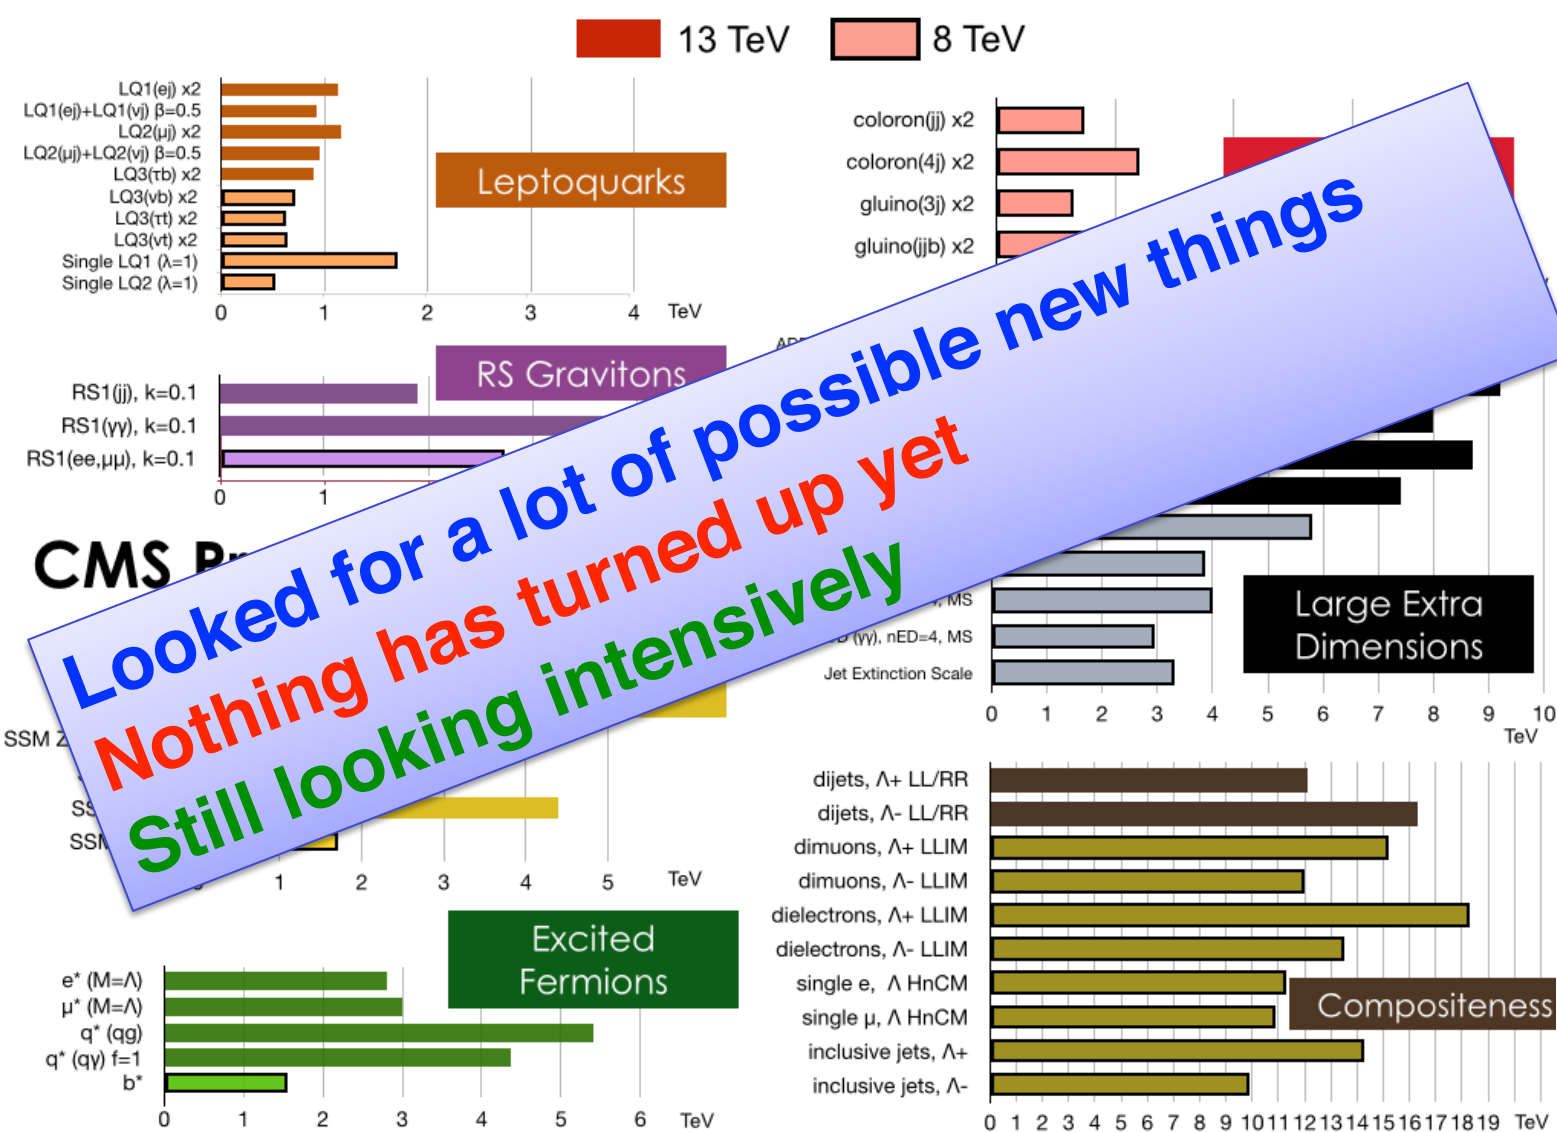 13 TeV
8 TeV
LQ1(ej) x2
LQ1(ej)+LQ1(νj) β=0.5
LQ2(μj) x2
LQ2(μj)+LQ2(νj) β=0.5
LQ3(τb) x2
LQ3(νb) x2
LQ3(τt) x2
LQ3(νt) x2
Single LQ1 (λ=1)
Single LQ2 (λ=1)
0 1 2 3 4 TeV
Leptoquarks
coloron(jj) x2
coloron(4j) x2
gluino(3j) x2
gluino(jjb) x2
RS Gravitons
RS1(jj), k=0.1
RS1(γγ), k=0.1
RS1(ee,μμ), k=0.1
0 1
CMS
Looked for a lot of possible new things
Nothing has turned up yet
Still looking intensively
MS
(γγ), nED=4, MS
Jet Extinction Scale
0 1 2 3 4 5 6 7 8 9 10
TeV
Large Extra
Dimensions
SSM
1 2 3 4 5 TeV
Excited
Fermions
e* (M=Λ)
μ* (M=Λ)
q* (qg)
q* (qγ) f=1
b*
0 1 2 3 4 5 6 TeV
dijets, Λ+ LL/RR
dijets, Λ- LL/RR
dimuons, Λ+ LLIM
dimuons, Λ- LLIM
dielectrons, Λ+ LLIM
dielectrons, Λ- LLIM
single e, Λ HnCM
single μ, Λ HnCM
inclusive jets, Λ+
inclusive jets, Λ-
Compositeness
0 1 2 3 4 5 6 7 8 9 10 11 12 13 14 15 16 17 18 19 TeV